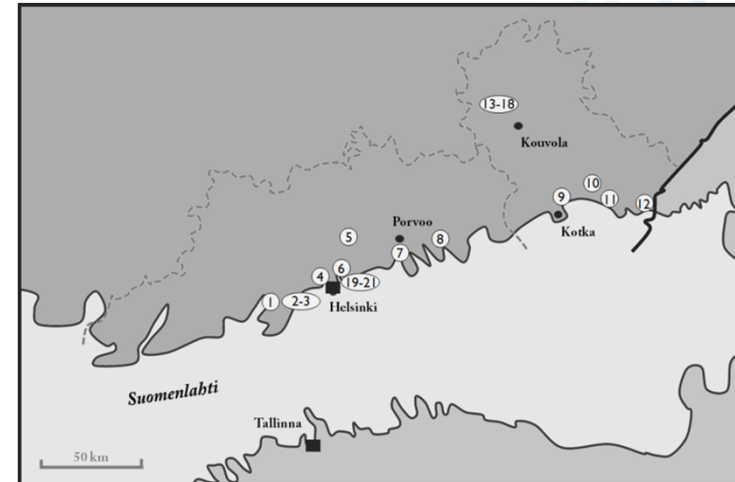 13-18
Kouvola
10
9
11
12
Kotka
Porvoo
5
8
7
6
4
19-21
1
2-3
Helsinki
Suomenlahti
Tallinna
50 km